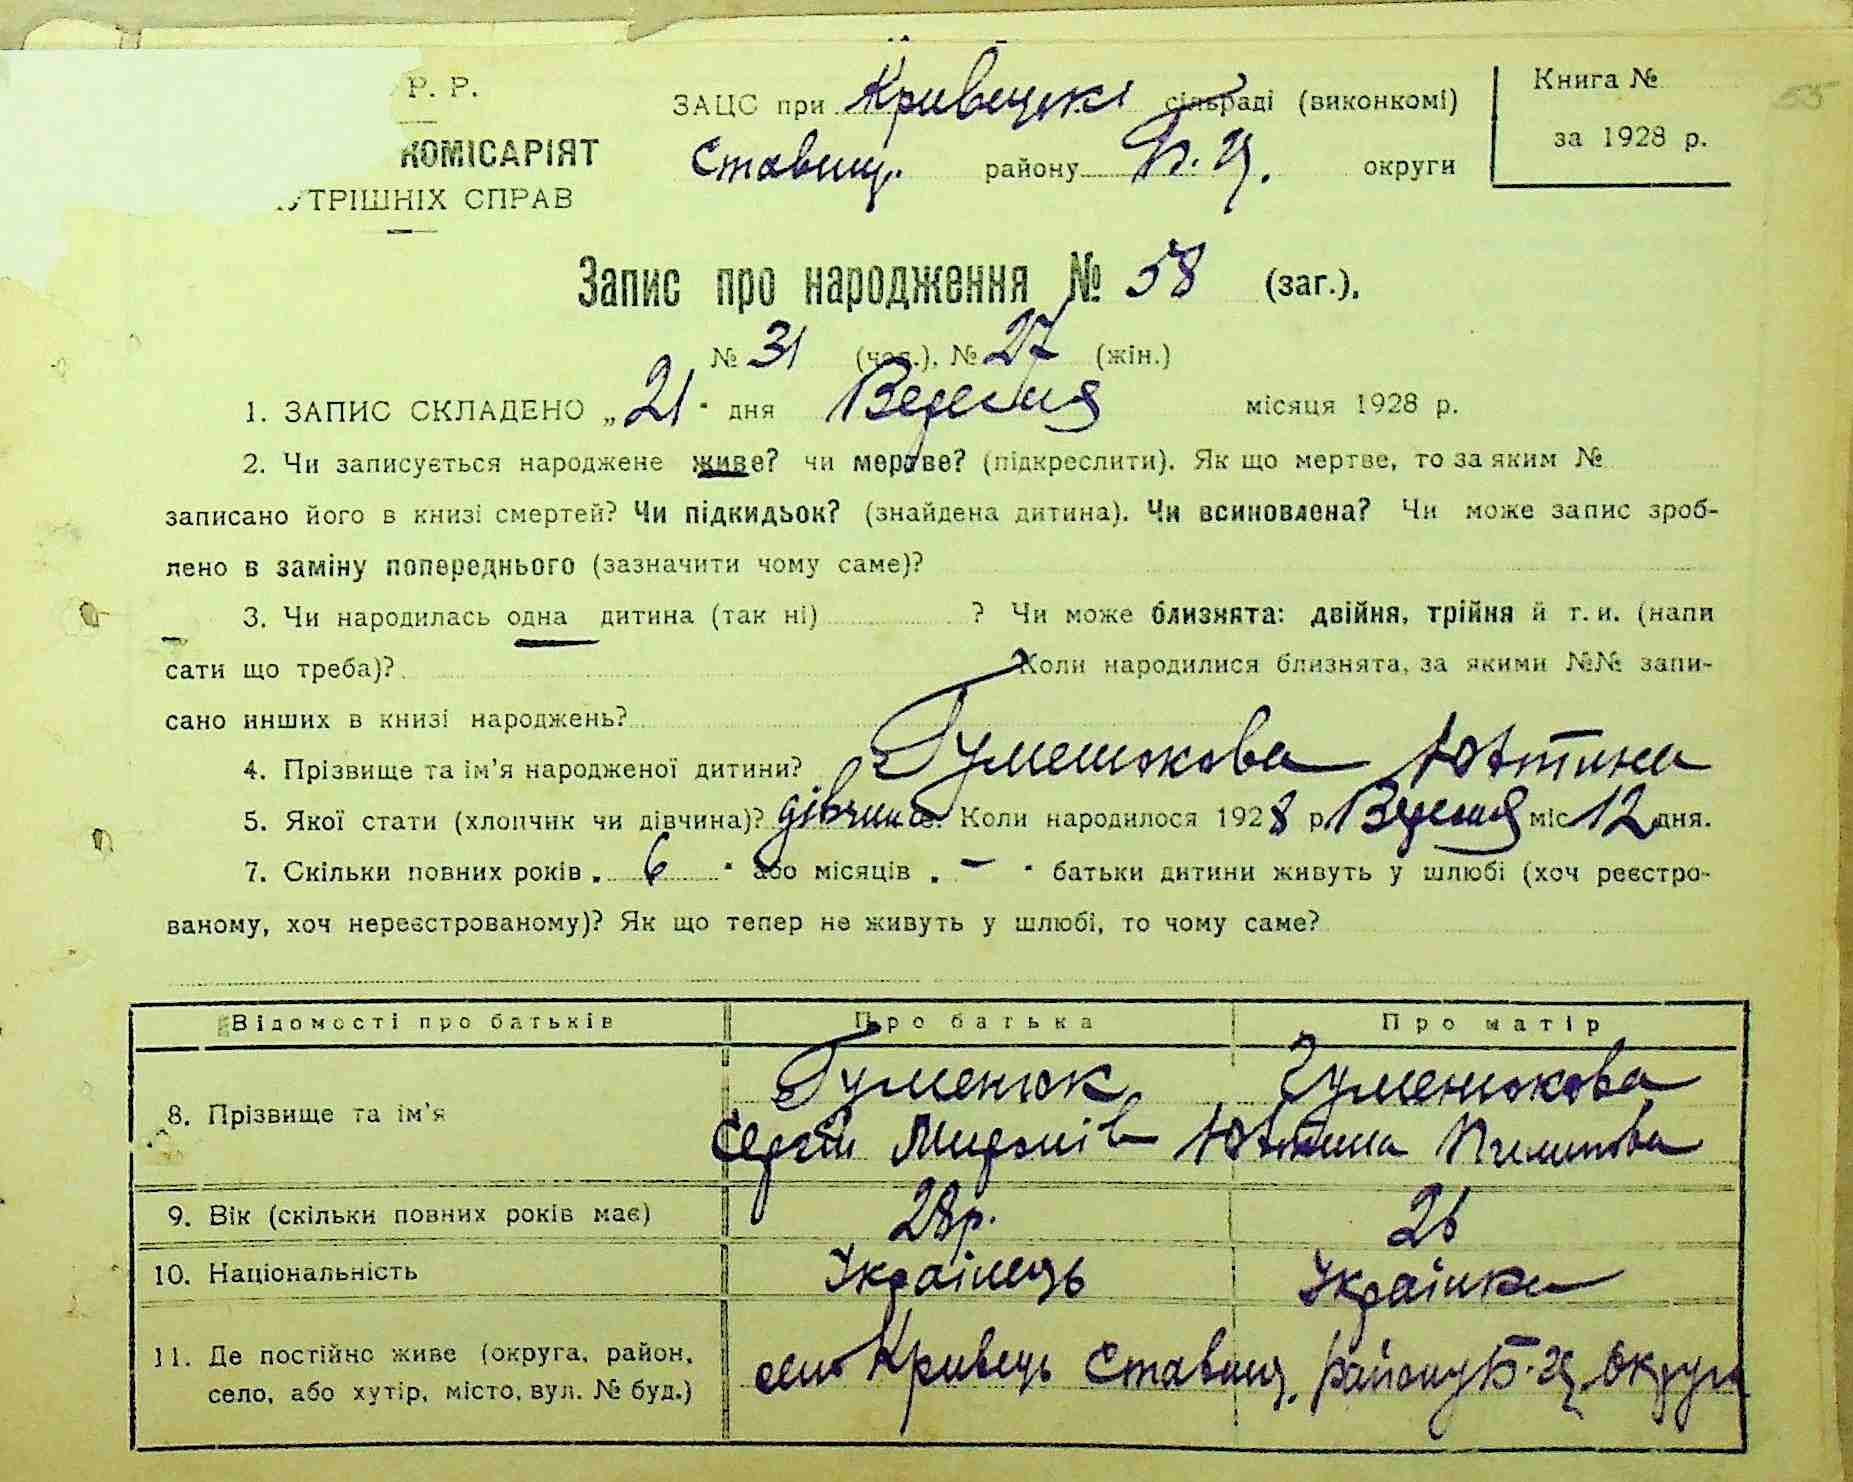 Р. Р.
КОМІСАРІЯТ
УТРІШНІХ СПРАВ
ЗАЦС при Кривецькі сільраді (виконкомі)
Ставищ. району Б. Ц. округи
Книга №
за 1928 р.
55
Запис про народження № 58 (заг.),
№ 31 (чол.), № 27 (жін.)
1. ЗАПИС СКЛАДЕНО „21" дня Вересня місяця 1928 р.
2. Чи записується народжене живе? чи мертве? (підкреслити). Як що мертве, то за яким №
записано його в книзі смертей? Чи підкидьок? (знайдена дитина). Чи всиновлена? Чи може запис зроб-
лено в заміну попереднього (зазначити чому саме)?
3. Чи народилась одна дитина (так ні) ? Чи може близнята: двійня, трійня й т. и. (напи
сати що треба)? Коли народилися близнята, за якими №№ запи-
сано инших в книзі народжень?
4. Прізвище та ім'я народженої дитини? Гуменюкова Юхтина
5. Якої стати (хлопчик чи дівчина)? дівчина. Коли народилося 1928 р. Вересня міс 12 дня.
7. Скільки повних років „ 6 " або місяців „ - " батьки дитини живуть у шлюбі (хоч реєстро-
ваному, хоч нереєстрованому)? Як що тепер не живуть у шлюбі, то чому саме?
Відомості про батьків Про батька Про матір
8. Прізвище та ім'я Гуменюк Гуменюкова
Сергій Миронів Юхтина Пилипова
9. Вік (скільки повних років має) 28 р. 26
10. Національність Українець Українка
11. Де постійно живе (округа, район, село Кривець Ставищ. району Б-Ц. округи
село, або хутір, місто, вул. № буд.)